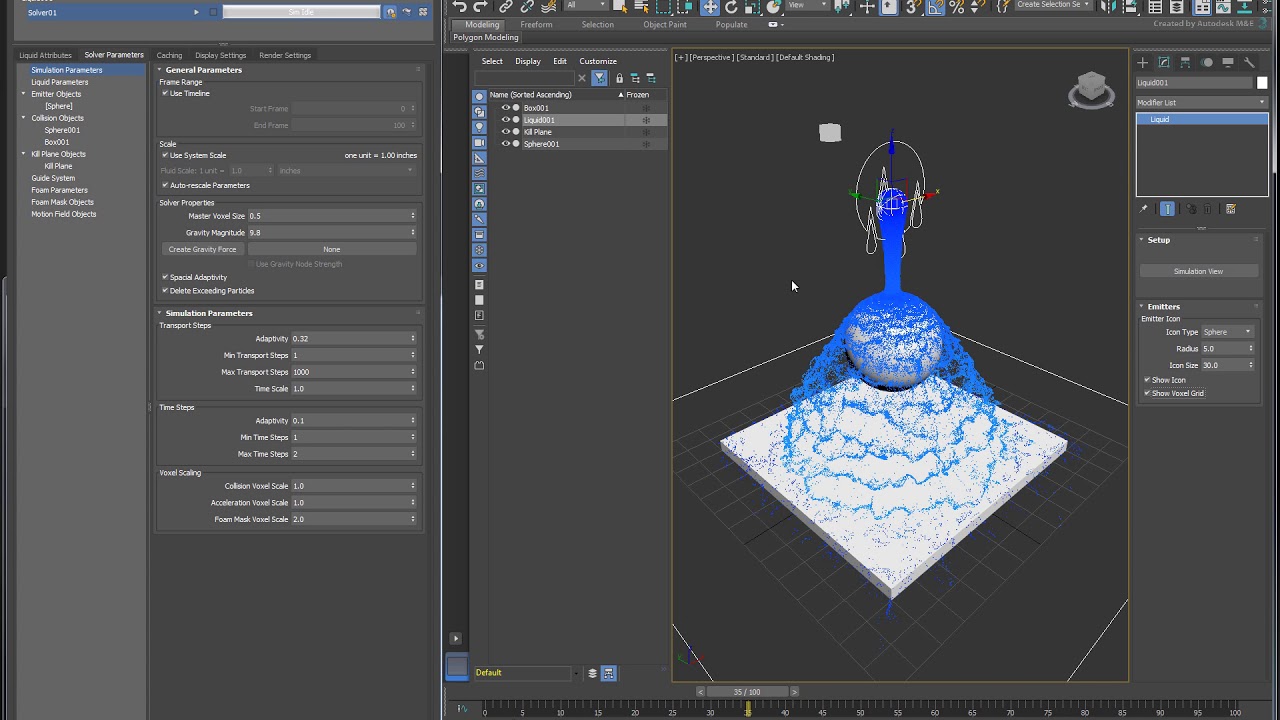 Solver01
Sim Idle
Liquid Attributes
Solver Parameters
Caching
Display Settings
Render Settings
Simulation Parameters
Liquid Parameters
Emitter Objects
[Sphere]
Collision Objects
Sphere001
Box001
Kill Plane Objects
Kill Plane
Guide System
Foam Parameters
Foam Mask Objects
Motion Field Objects
General Parameters
Frame Range
Use Timeline
Start Frame 0
End Frame 100
Scale
Use System Scale one unit = 1.00 inches
Fluid Scale: 1 unit = 1.0 inches
Auto-rescale Parameters
Solver Properties
Master Voxel Size 0.5
Gravity Magnitude 9.8
Create Gravity Force None
Use Gravity Node Strength
Spacial Adaptivity
Delete Exceeding Particles
Simulation Parameters
Transport Steps
Adaptivity 0.32
Min Transport Steps 1
Max Transport Steps 1000
Time Scale 1.0
Time Steps
Adaptivity 0.1
Min Time Steps 1
Max Time Steps 2
Voxel Scaling
Collision Voxel Scale 1.0
Acceleration Voxel Scale 1.0
Foam Mask Voxel Scale 2.0
All
View
Create Selection Se
Modeling
Freeform
Selection
Object Paint
Populate
Created by Autodesk M&E
Polygon Modeling
Select
Display
Edit
Customize
Name (Sorted Ascending)
Frozen
Box001
Liquid001
Kill Plane
Sphere001
Default
[+] [Perspective] [Standard] [Default Shading]
x
35 / 100
0 5 10 15 20 25 30 35 40 45 50 55 60 65 70 75 80 85 90 95 100
Liquid001
Modifier List
Liquid
Setup
Simulation View
Emitters
Emitter Icon
Icon Type Sphere
Radius 5.0
Icon Size 30.0
Show Icon
Show Voxel Grid